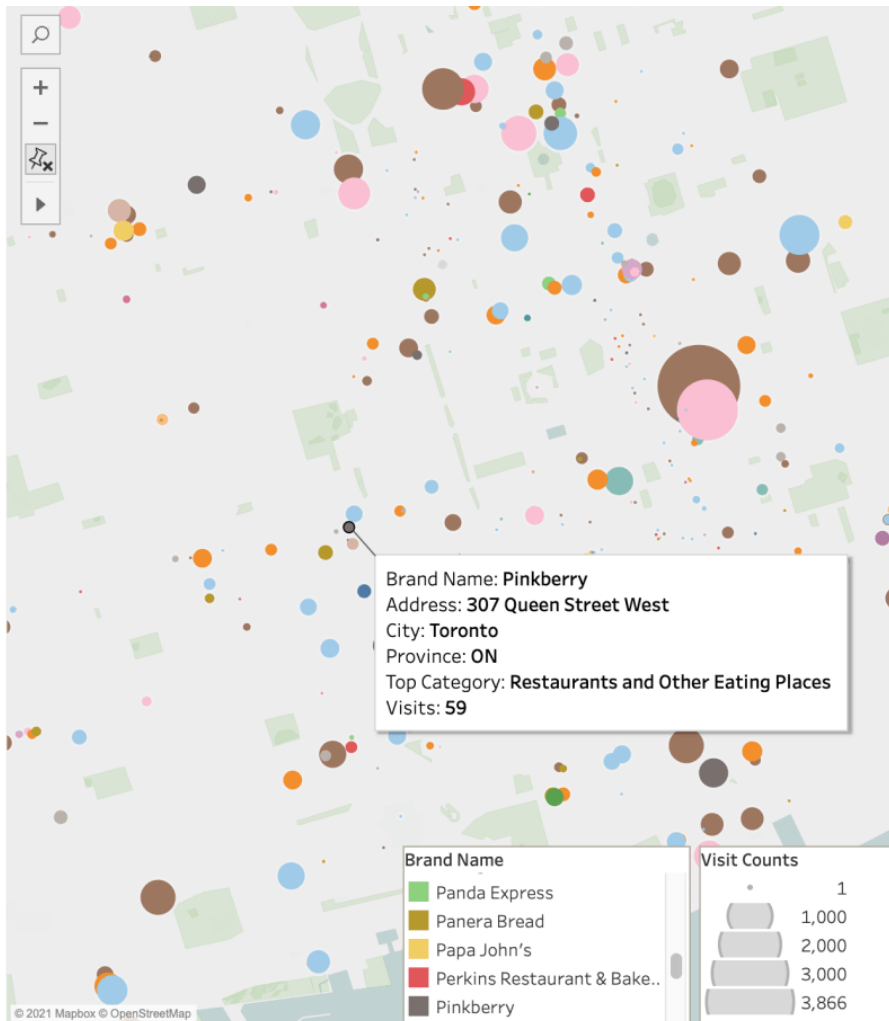 Brand Name: Pinkberry
Address: 307 Queen Street West
City: Toronto
Province: ON
Top Category: Restaurants and Other Eating Places
Visits: 59
Brand Name
Panda Express
Panera Bread
Papa John's
Perkins Restaurant & Bake..
Pinkberry
Visit Counts
1
1,000
2,000
3,000
3,866
© 2021 Mapbox © OpenStreetMap